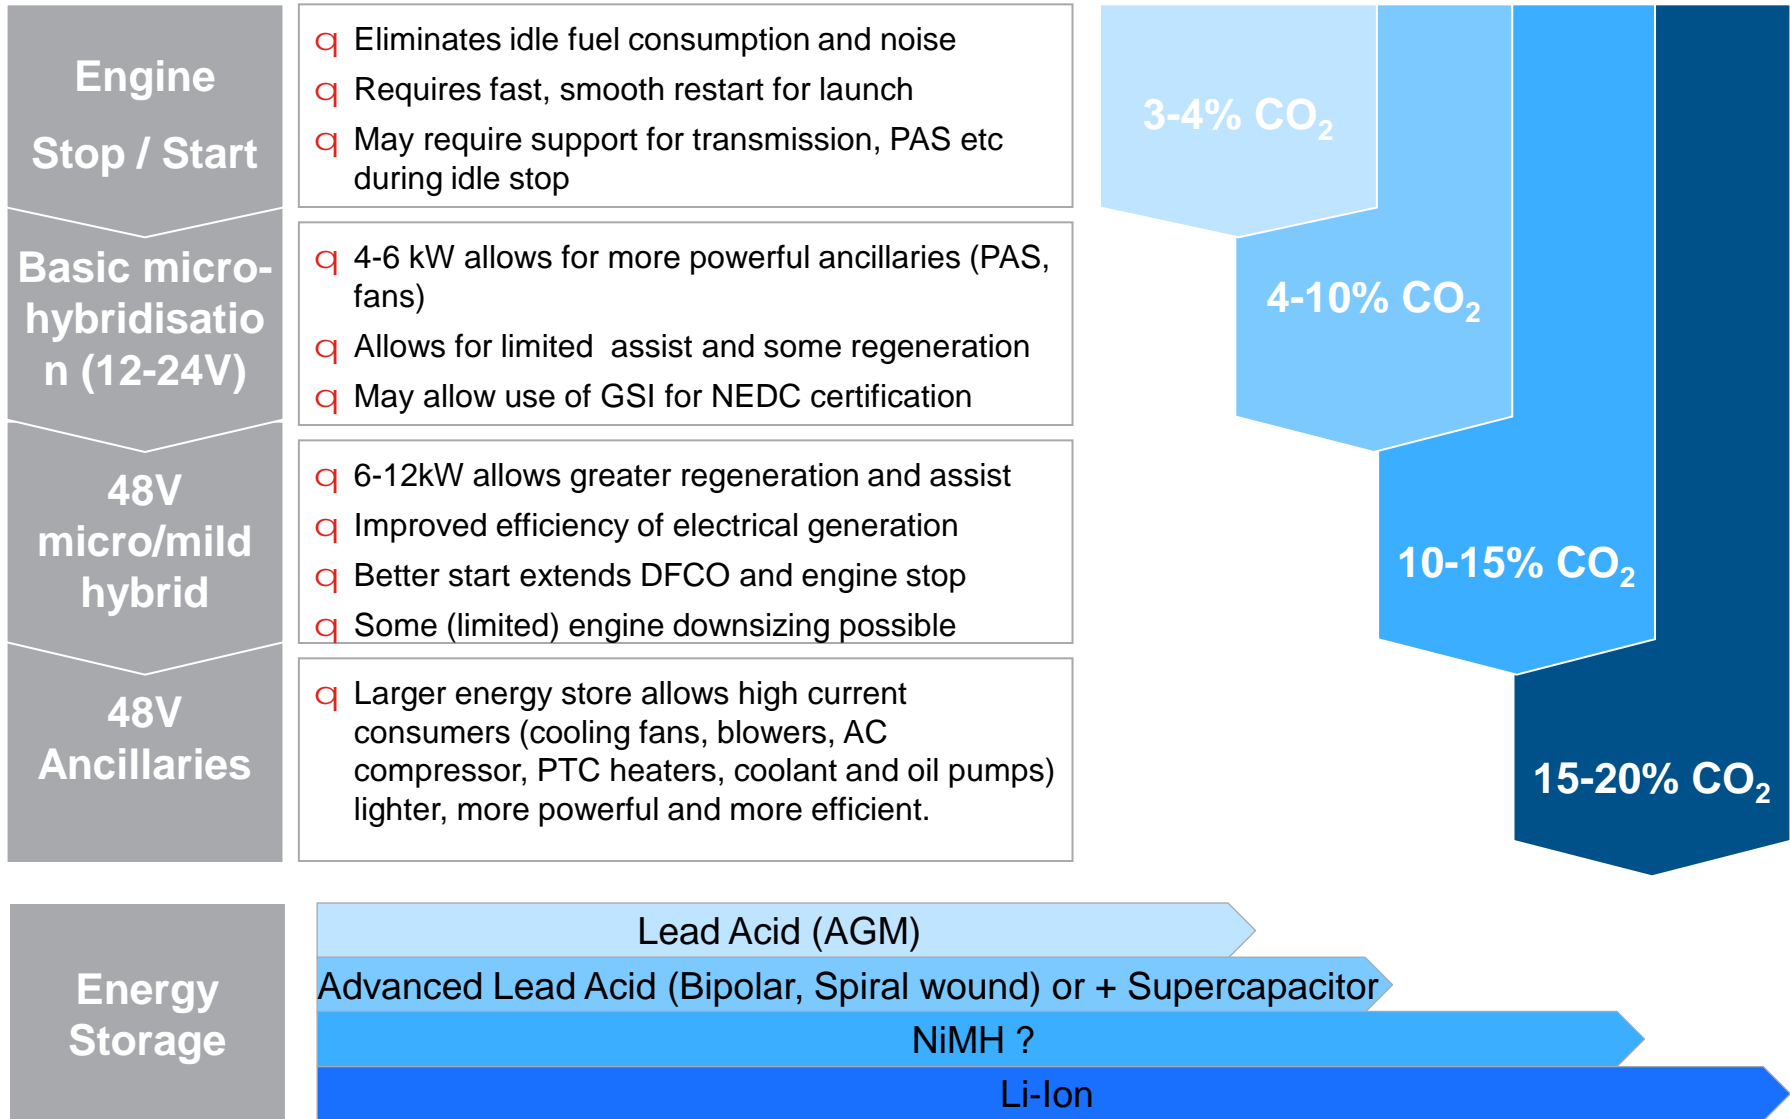 Engine
Stop / Start
q Eliminates idle fuel consumption and noise
q Requires fast, smooth restart for launch
q May require support for transmission, PAS etc
during idle stop
3-4% CO₂
Basic micro-
hybridisatio
n (12-24V)
q 4-6 kW allows for more powerful ancillaries (PAS,
fans)
q Allows for limited  assist and some regeneration
q May allow use of GSI for NEDC certification
4-10% CO₂
48V
micro/mild
hybrid
q 6-12kW allows greater regeneration and assist
q Improved efficiency of electrical generation
q Better start extends DFCO and engine stop
q Some (limited) engine downsizing possible
10-15% CO₂
48V
Ancillaries
q Larger energy store allows high current
consumers (cooling fans, blowers, AC
compressor, PTC heaters, coolant and oil pumps)
lighter, more powerful and more efficient.
15-20% CO₂
Energy
Storage
Lead Acid (AGM)
Advanced Lead Acid (Bipolar, Spiral wound) or + Supercapacitor
NiMH ?
Li-Ion